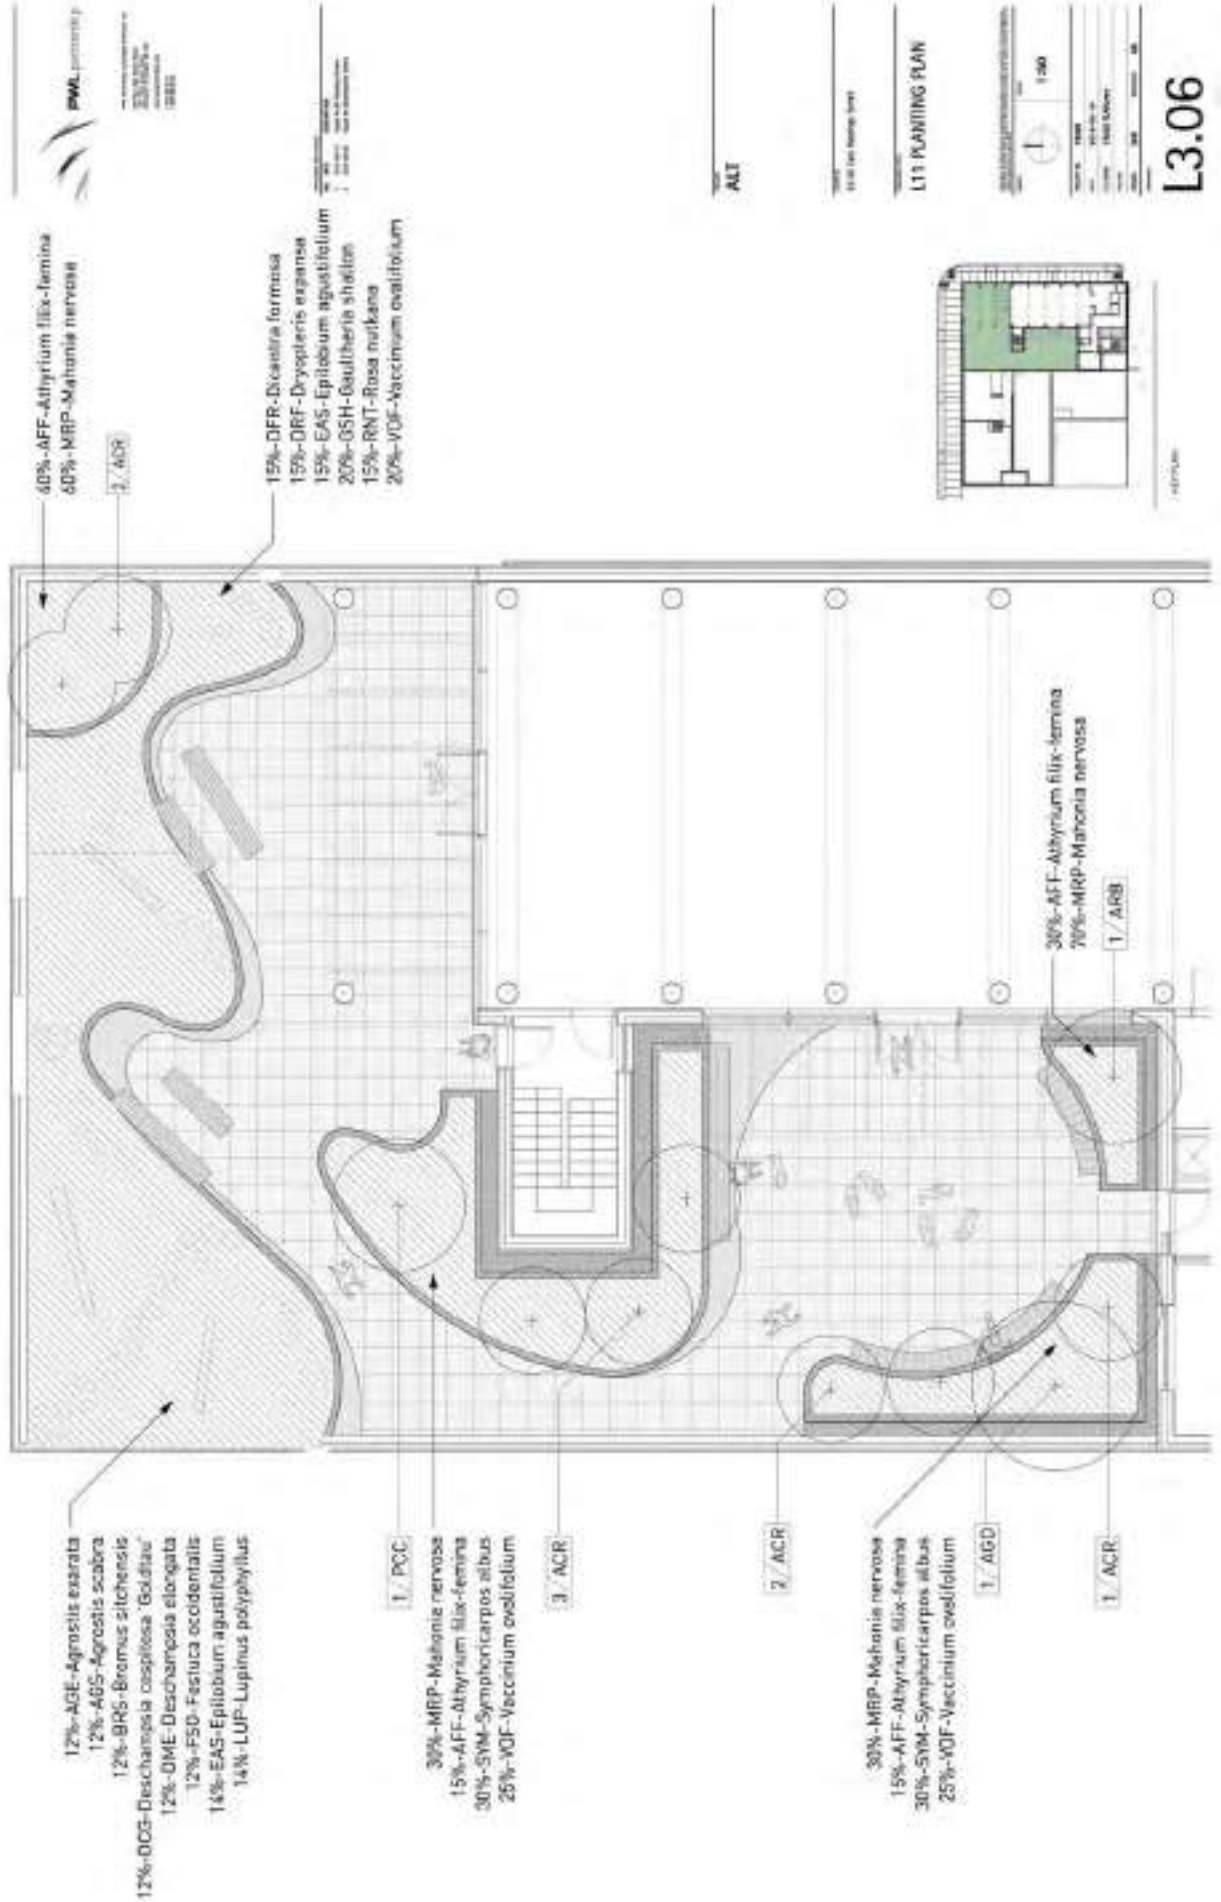 12%-AGE-Agrostis exarata
12%-AGS-Agrostis scabra
12%-BRS-Bromus sitchensis
12%-DCG-Deschampsia cespitosa 'Goldtau'
12%-DME-Deschampsia elongata
12%-FSO-Festuca occidentalis
14%-EAS-Epilobium agustifolium
14%-LUP-Lupinus polyphyllus
1/ PCC
30%-MRP-Mahonia nervosa
15%-AFF-Athyrium filix-femina
30%-SYM-Symphoricarpos albus
25%-VOF-Vaccinium ovalifolium
3/ ACR
2/ ACR
30%-MRP-Mahonia nervosa
15%-AFF-Athyrium filix-femina
30%-SYM-Symphoricarpos albus
25%-VOF-Vaccinium ovalifolium
1/ AGD
1/ ACR
40%-AFF-Athyrium filix-femina
60%-MRP-Mahonia nervosa
2/ ACR
15%-DFR-Dicentra formosa
15%-DRF-Dryopteris expansa
15%-EAS-Epilobium agustifolium
20%-GSH-Gaultheria shallon
15%-RNT-Rosa nutkana
20%-VOF-Vaccinium ovalifolium
30%-AFF-Athyrium filix-femina
70%-MRP-Mahonia nervosa
1/ ARB
KEYPLAN
PWL partnership
ALT
L11 PLANTING PLAN
L3.06